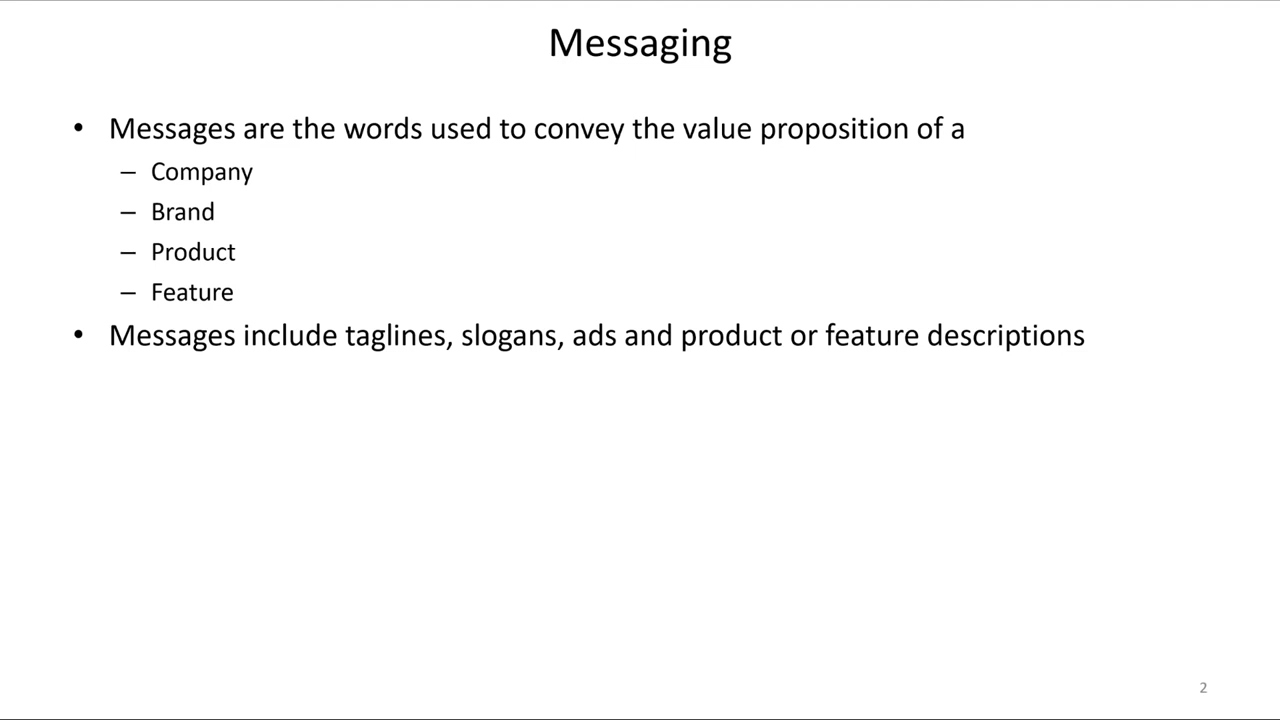 Messaging
• Messages are the words used to convey the value proposition of a
– Company
– Brand
– Product
– Feature
• Messages include taglines, slogans, ads and product or feature descriptions
2